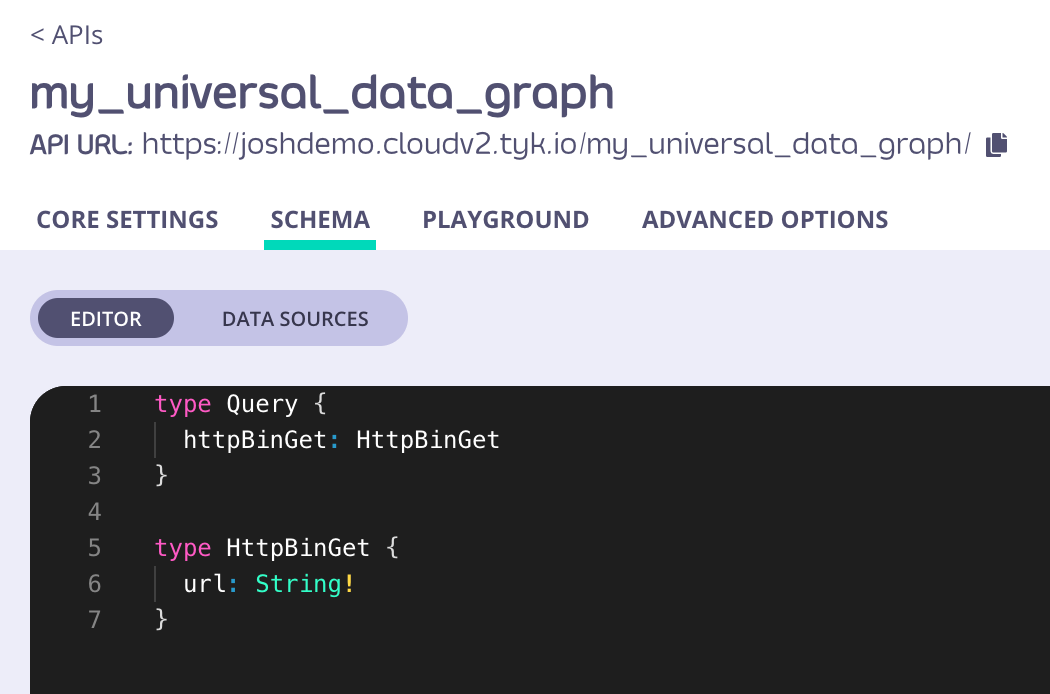 < APIs
my_universal_data_graph
API URL: https://joshdemo.cloudv2.tyk.io/my_universal_data_graph/
CORE SETTINGS SCHEMA PLAYGROUND ADVANCED OPTIONS
EDITOR DATA SOURCES
1 type Query {
2 httpBinGet: HttpBinGet
3 }
4
5 type HttpBinGet {
6 url: String!
7 }